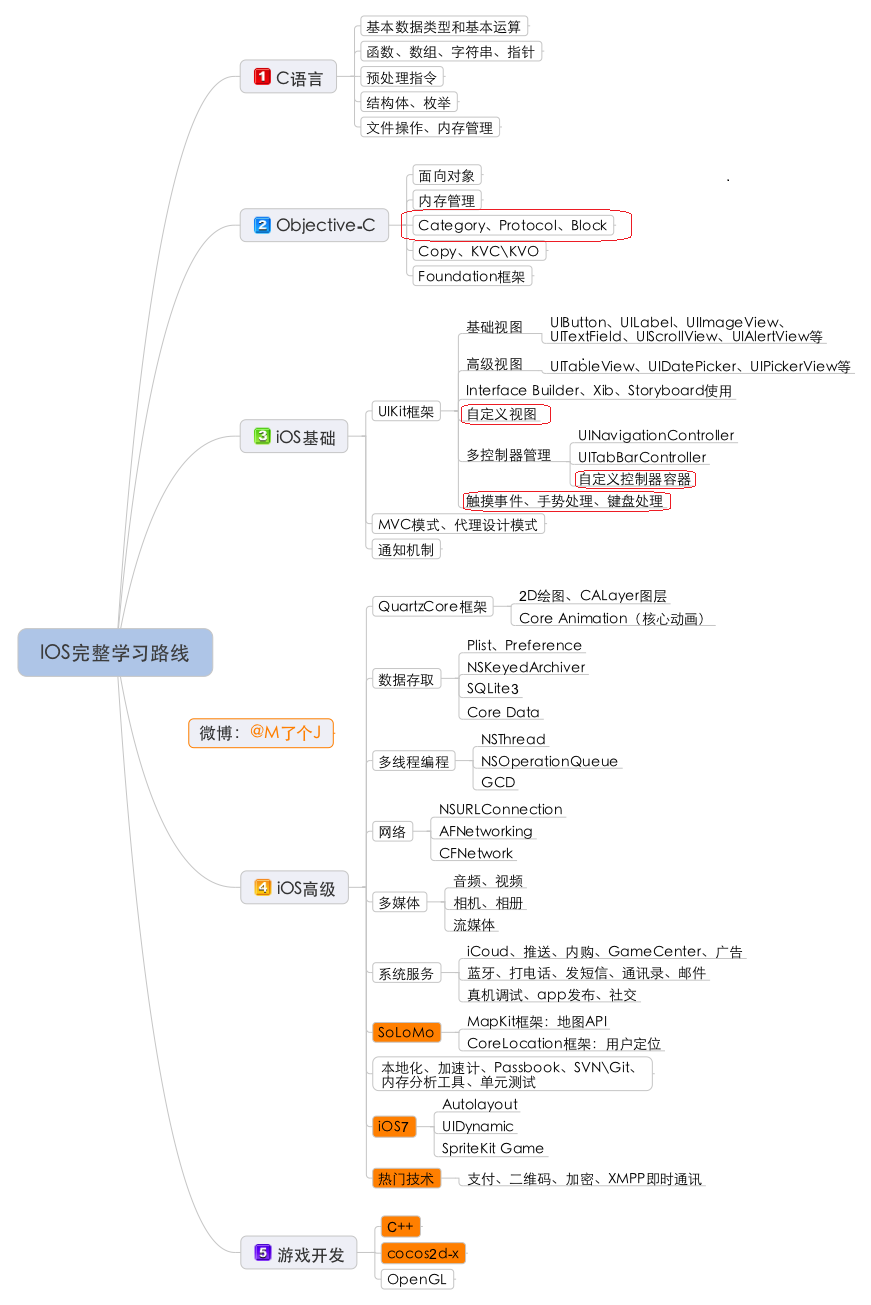 1 C语言
基本数据类型和基本运算
函数、数组、字符串、指针
预处理指令
结构体、枚举
文件操作、内存管理
2 Objective-C
面向对象
内存管理
Category、Protocol、Block
Copy、KVC\KVO
Foundation框架
3 iOS基础
UIKit框架
基础视图
UIButton、UILabel、UIImageView、
UITextField、UIScrollView、UIAlertView等
高级视图
UITableView、UIDatePicker、UIPickerView等
Interface Builder、Xib、Storyboard使用
自定义视图
多控制器管理
UINavigationController
UITabBarController
自定义控制器容器
触摸事件、手势处理、键盘处理
MVC模式、代理设计模式
通知机制
IOS完整学习路线
微博：@M了个J
4 iOS高级
QuartzCore框架
2D绘图、CALayer图层
Core Animation（核心动画）
数据存取
Plist、Preference
NSKeyedArchiver
SQLite3
Core Data
多线程编程
NSThread
NSOperationQueue
GCD
网络
NSURLConnection
AFNetworking
CFNetwork
多媒体
音频、视频
相机、相册
流媒体
系统服务
iCoud、推送、内购、GameCenter、广告
蓝牙、打电话、发短信、通讯录、邮件
真机调试、app发布、社交
SoLoMo
MapKit框架：地图API
CoreLocation框架：用户定位
本地化、加速计、Passbook、SVN\Git、
内存分析工具、单元测试
iOS7
Autolayout
UIDynamic
SpriteKit Game
热门技术
支付、二维码、加密、XMPP即时通讯
5 游戏开发
C++
cocos2d-x
OpenGL